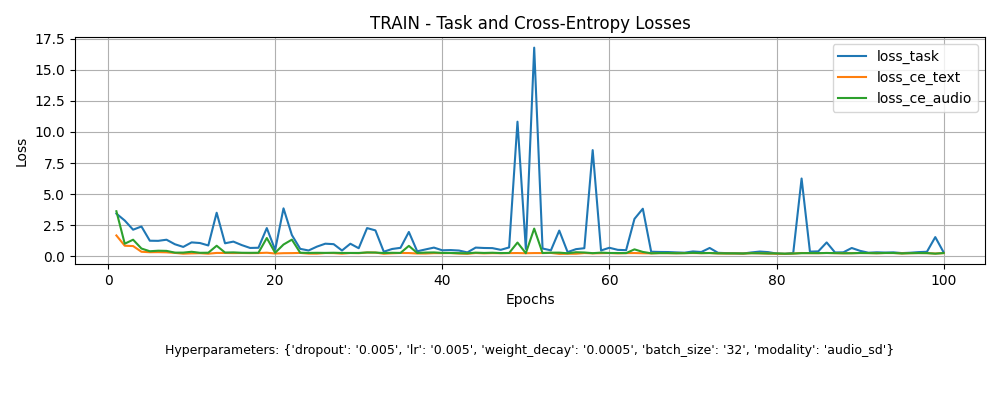 TRAIN - Task and Cross-Entropy Losses
17.5
15.0
12.5
10.0
7.5
5.0
2.5
0.0
Loss
loss_task
loss_ce_text
loss_ce_audio
0 20 40 60 80 100
Epochs
Hyperparameters: {'dropout': '0.005', 'lr': '0.005', 'weight_decay': '0.0005', 'batch_size': '32', 'modality': 'audio_sd'}